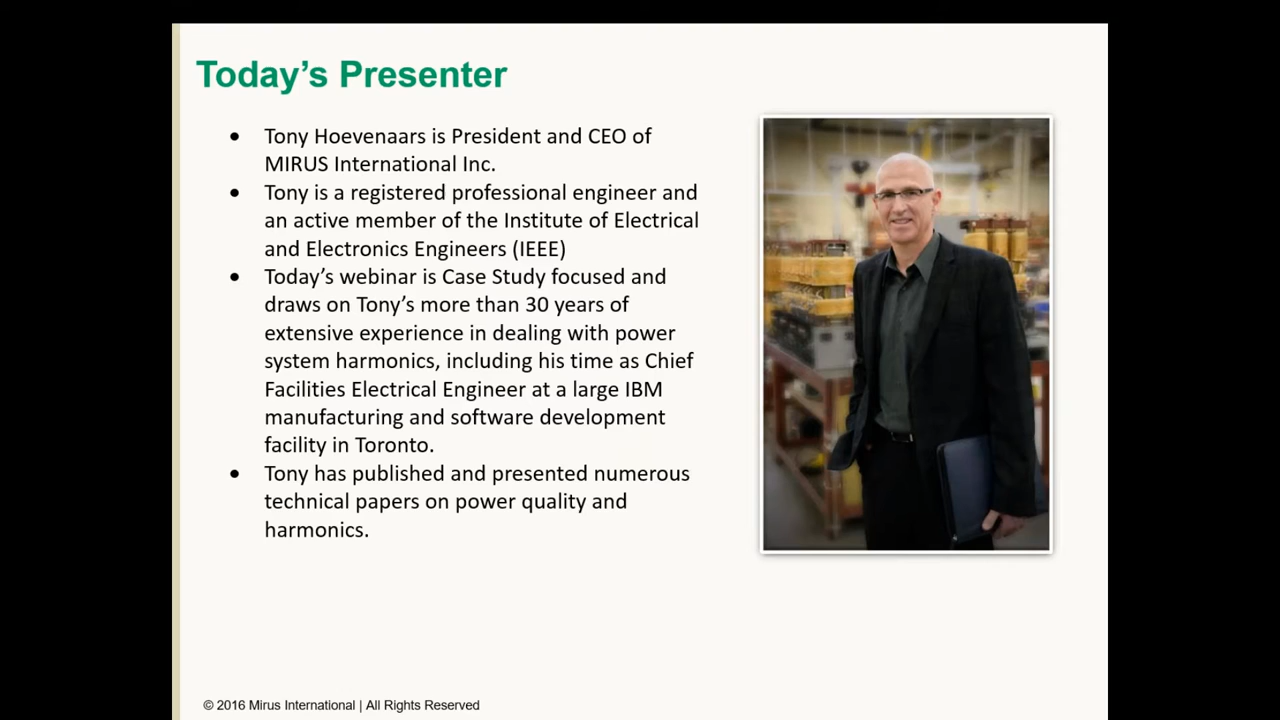 Today’s Presenter
• Tony Hoevenaars is President and CEO of
MIRUS International Inc.
• Tony is a registered professional engineer and
an active member of the Institute of Electrical
and Electronics Engineers (IEEE)
• Today’s webinar is Case Study focused and
draws on Tony’s more than 30 years of
extensive experience in dealing with power
system harmonics, including his time as Chief
Facilities Electrical Engineer at a large IBM
manufacturing and software development
facility in Toronto.
• Tony has published and presented numerous
technical papers on power quality and
harmonics.
© 2016 Mirus International | All Rights Reserved